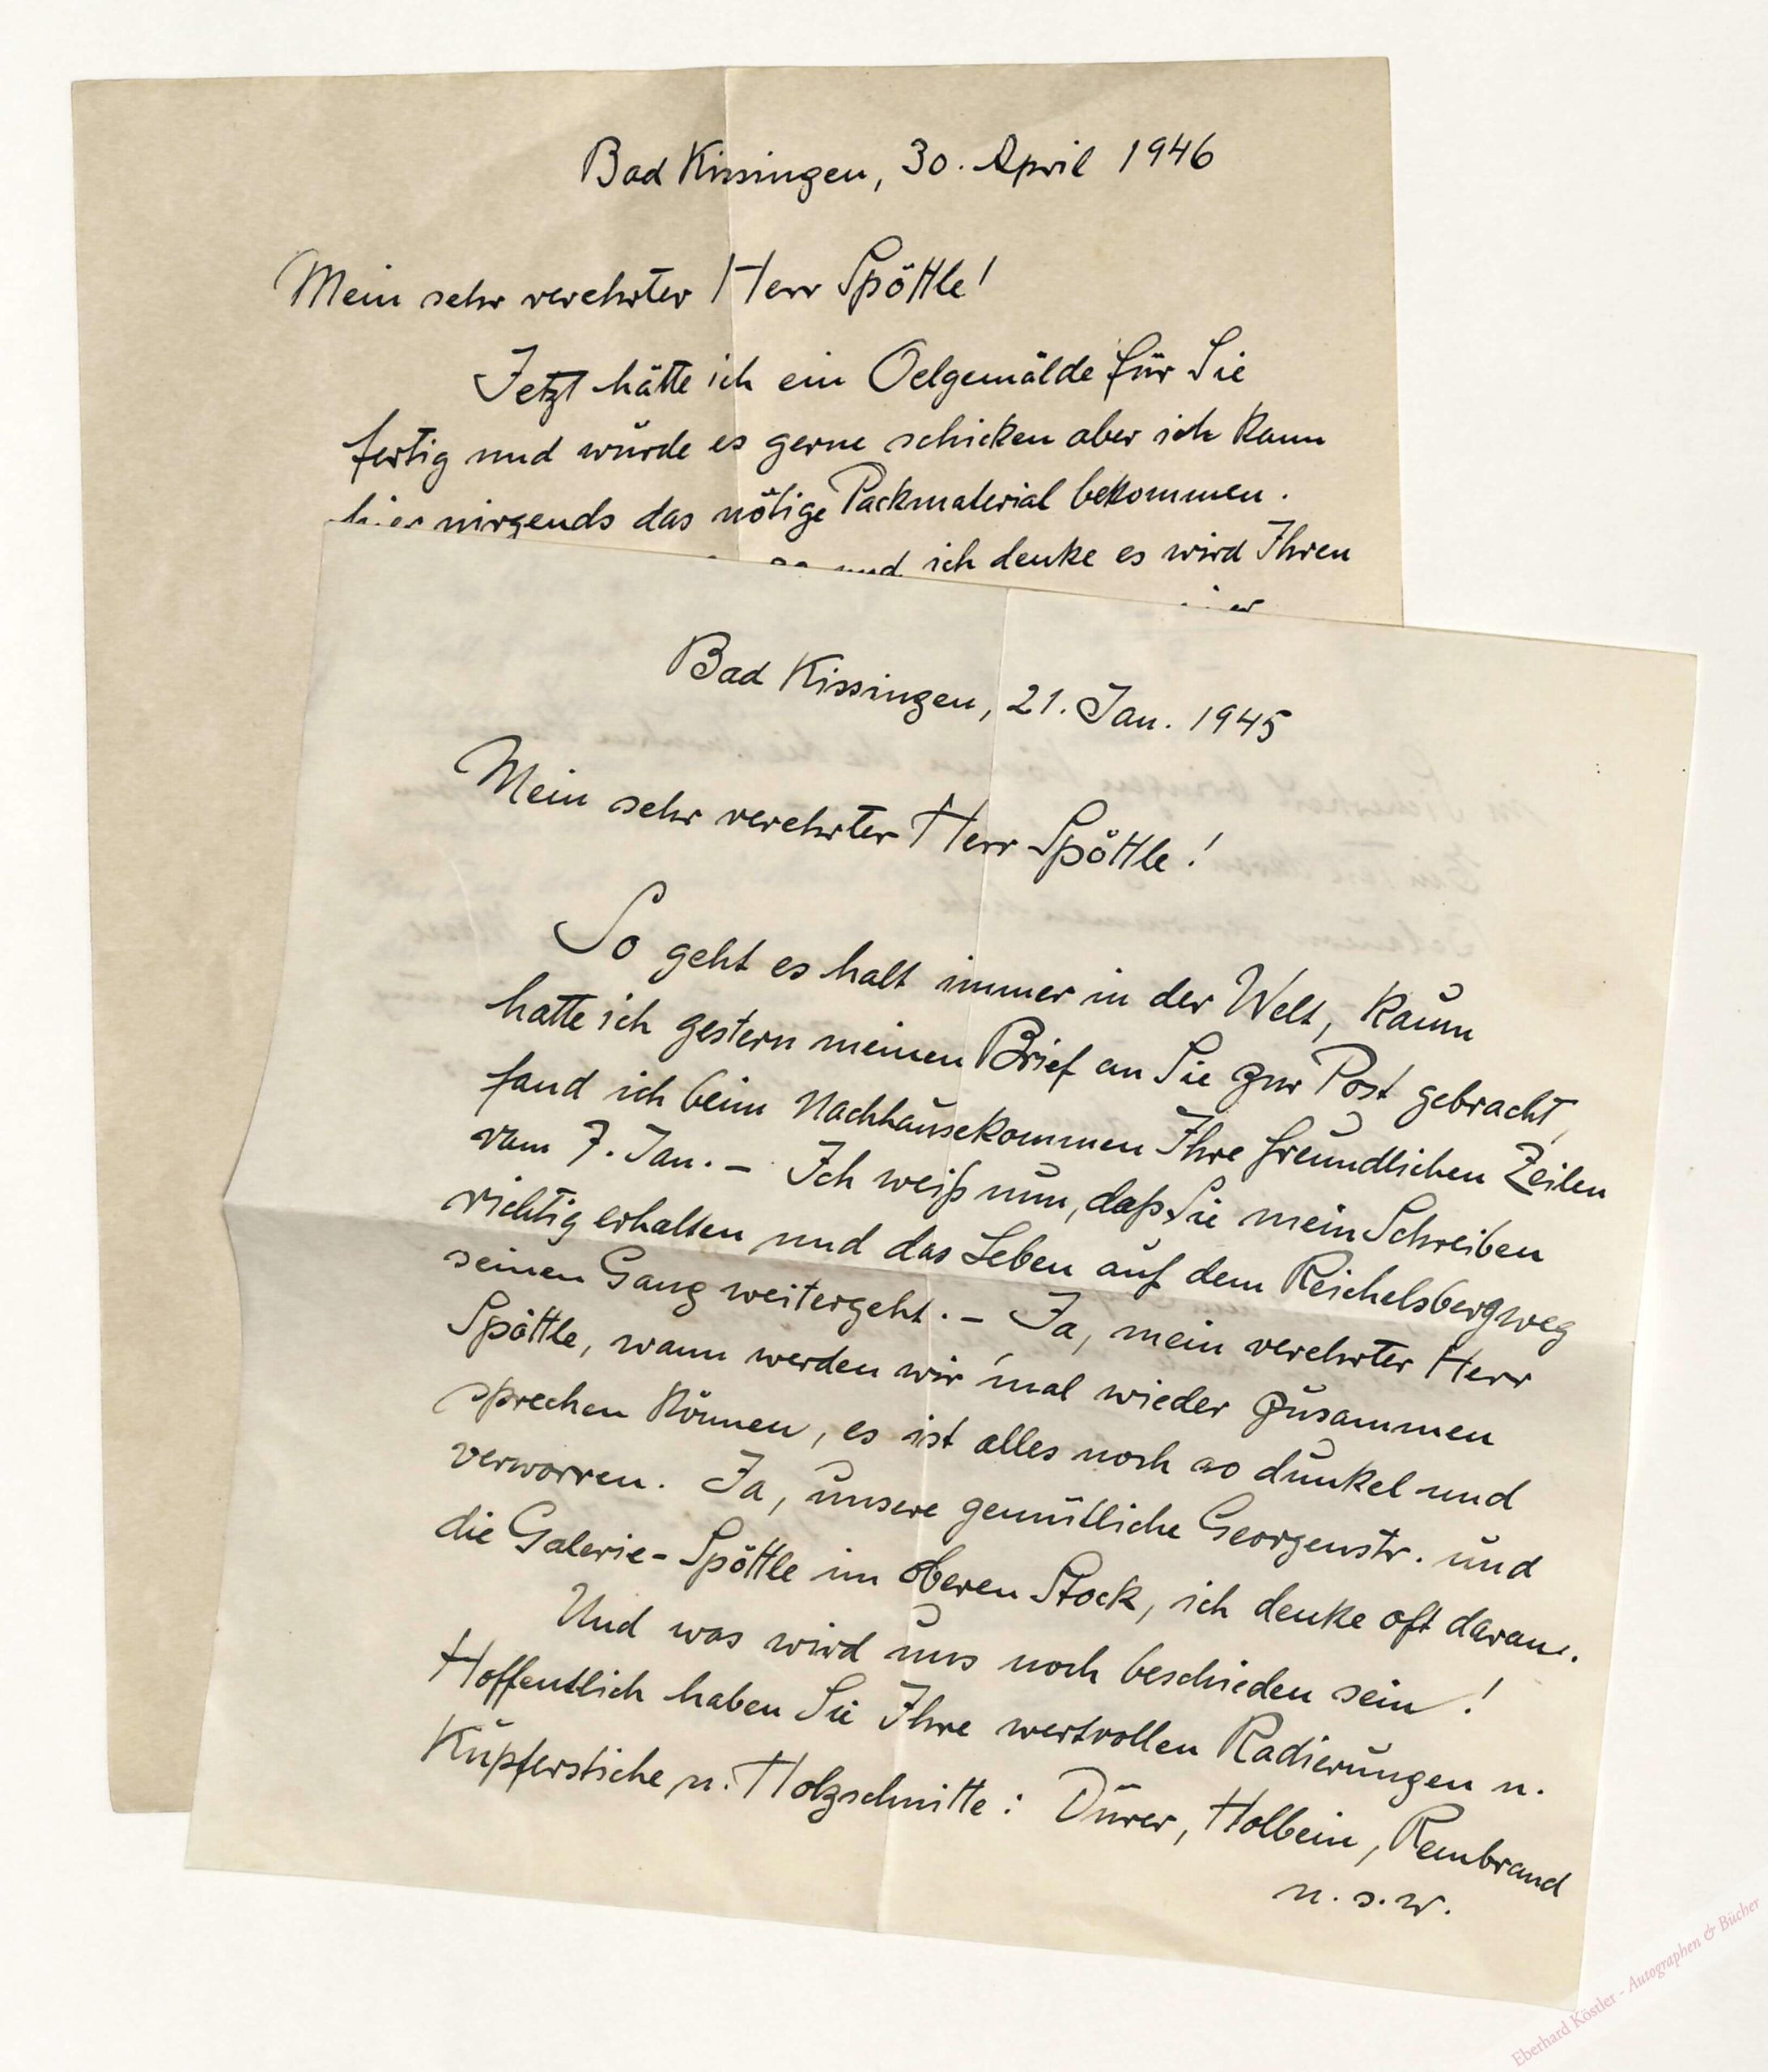 Bad Kissingen, 30. April 1946
Mein sehr verehrter Herr Spöttle!
Jetzt hätte ich ein Oelgemälde für Sie
fertig und würde es gerne schicken aber ich kann
hier nirgends das nötige Packmaterial bekommen.
und ich denke es wird Ihren
Bad Kissingen, 21. Jan. 1945
Mein sehr verehrter Herr Spöttle!
So geht es halt immer in der Welt, kaum
hatte ich gestern meinen Brief an Sie zur Post gebracht,
fand ich beim Nachhausekommen Ihre freundlichen Zeilen
vom 7. Jan. – Ich weiß nun, daß Sie mein Schreiben
richtig erhalten und das Leben auf dem Reichelsbergweg
seinen Gang weitergeht. – Ja, mein verehrter Herr
Spöttle, wann werden wir mal wieder zusammen
sprechen können, es ist alles noch so dunkel und
verworren. Ja, unsere gemütliche Georgenstr. und
die Galerie-Spöttle im oberen Stock, ich denke oft daran.
Und was wird uns noch beschieden sein!
Hoffentlich haben Sie Ihre wertvollen Radierungen u.
Kupferstiche u. Holzschnitte: Dürer, Holbein, Rembrand
u. s. w.
Eberhard Köstler - Autographen & Bücher